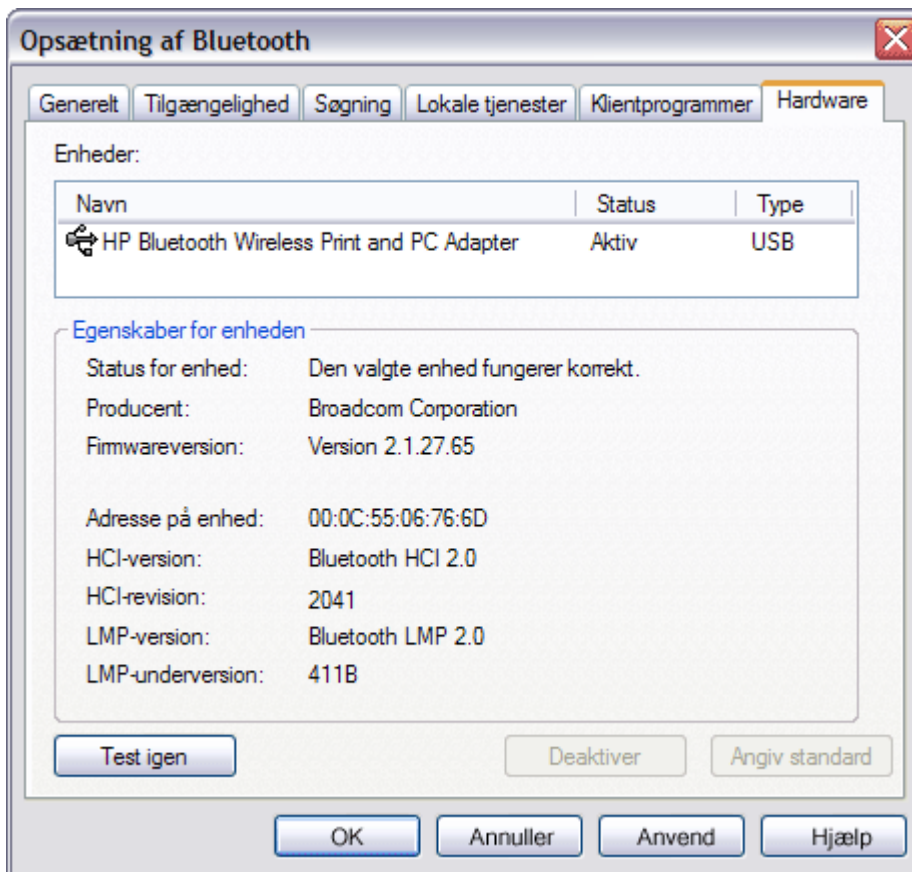 Opsætning af Bluetooth
Generelt Tilgængelighed Søgning Lokale tjenester Klientprogrammer Hardware
Enheder:
Navn Status Type
HP Bluetooth Wireless Print and PC Adapter Aktiv USB
Egenskaber for enheden
Status for enhed: Den valgte enhed fungerer korrekt.
Producent: Broadcom Corporation
Firmwareversion: Version 2.1.27.65
Adresse på enhed: 00:0C:55:06:76:6D
HCI-version: Bluetooth HCI 2.0
HCI-revision: 2041
LMP-version: Bluetooth LMP 2.0
LMP-underversion: 411B
Test igen Deaktiver Angiv standard
OK Annuller Anvend Hjælp